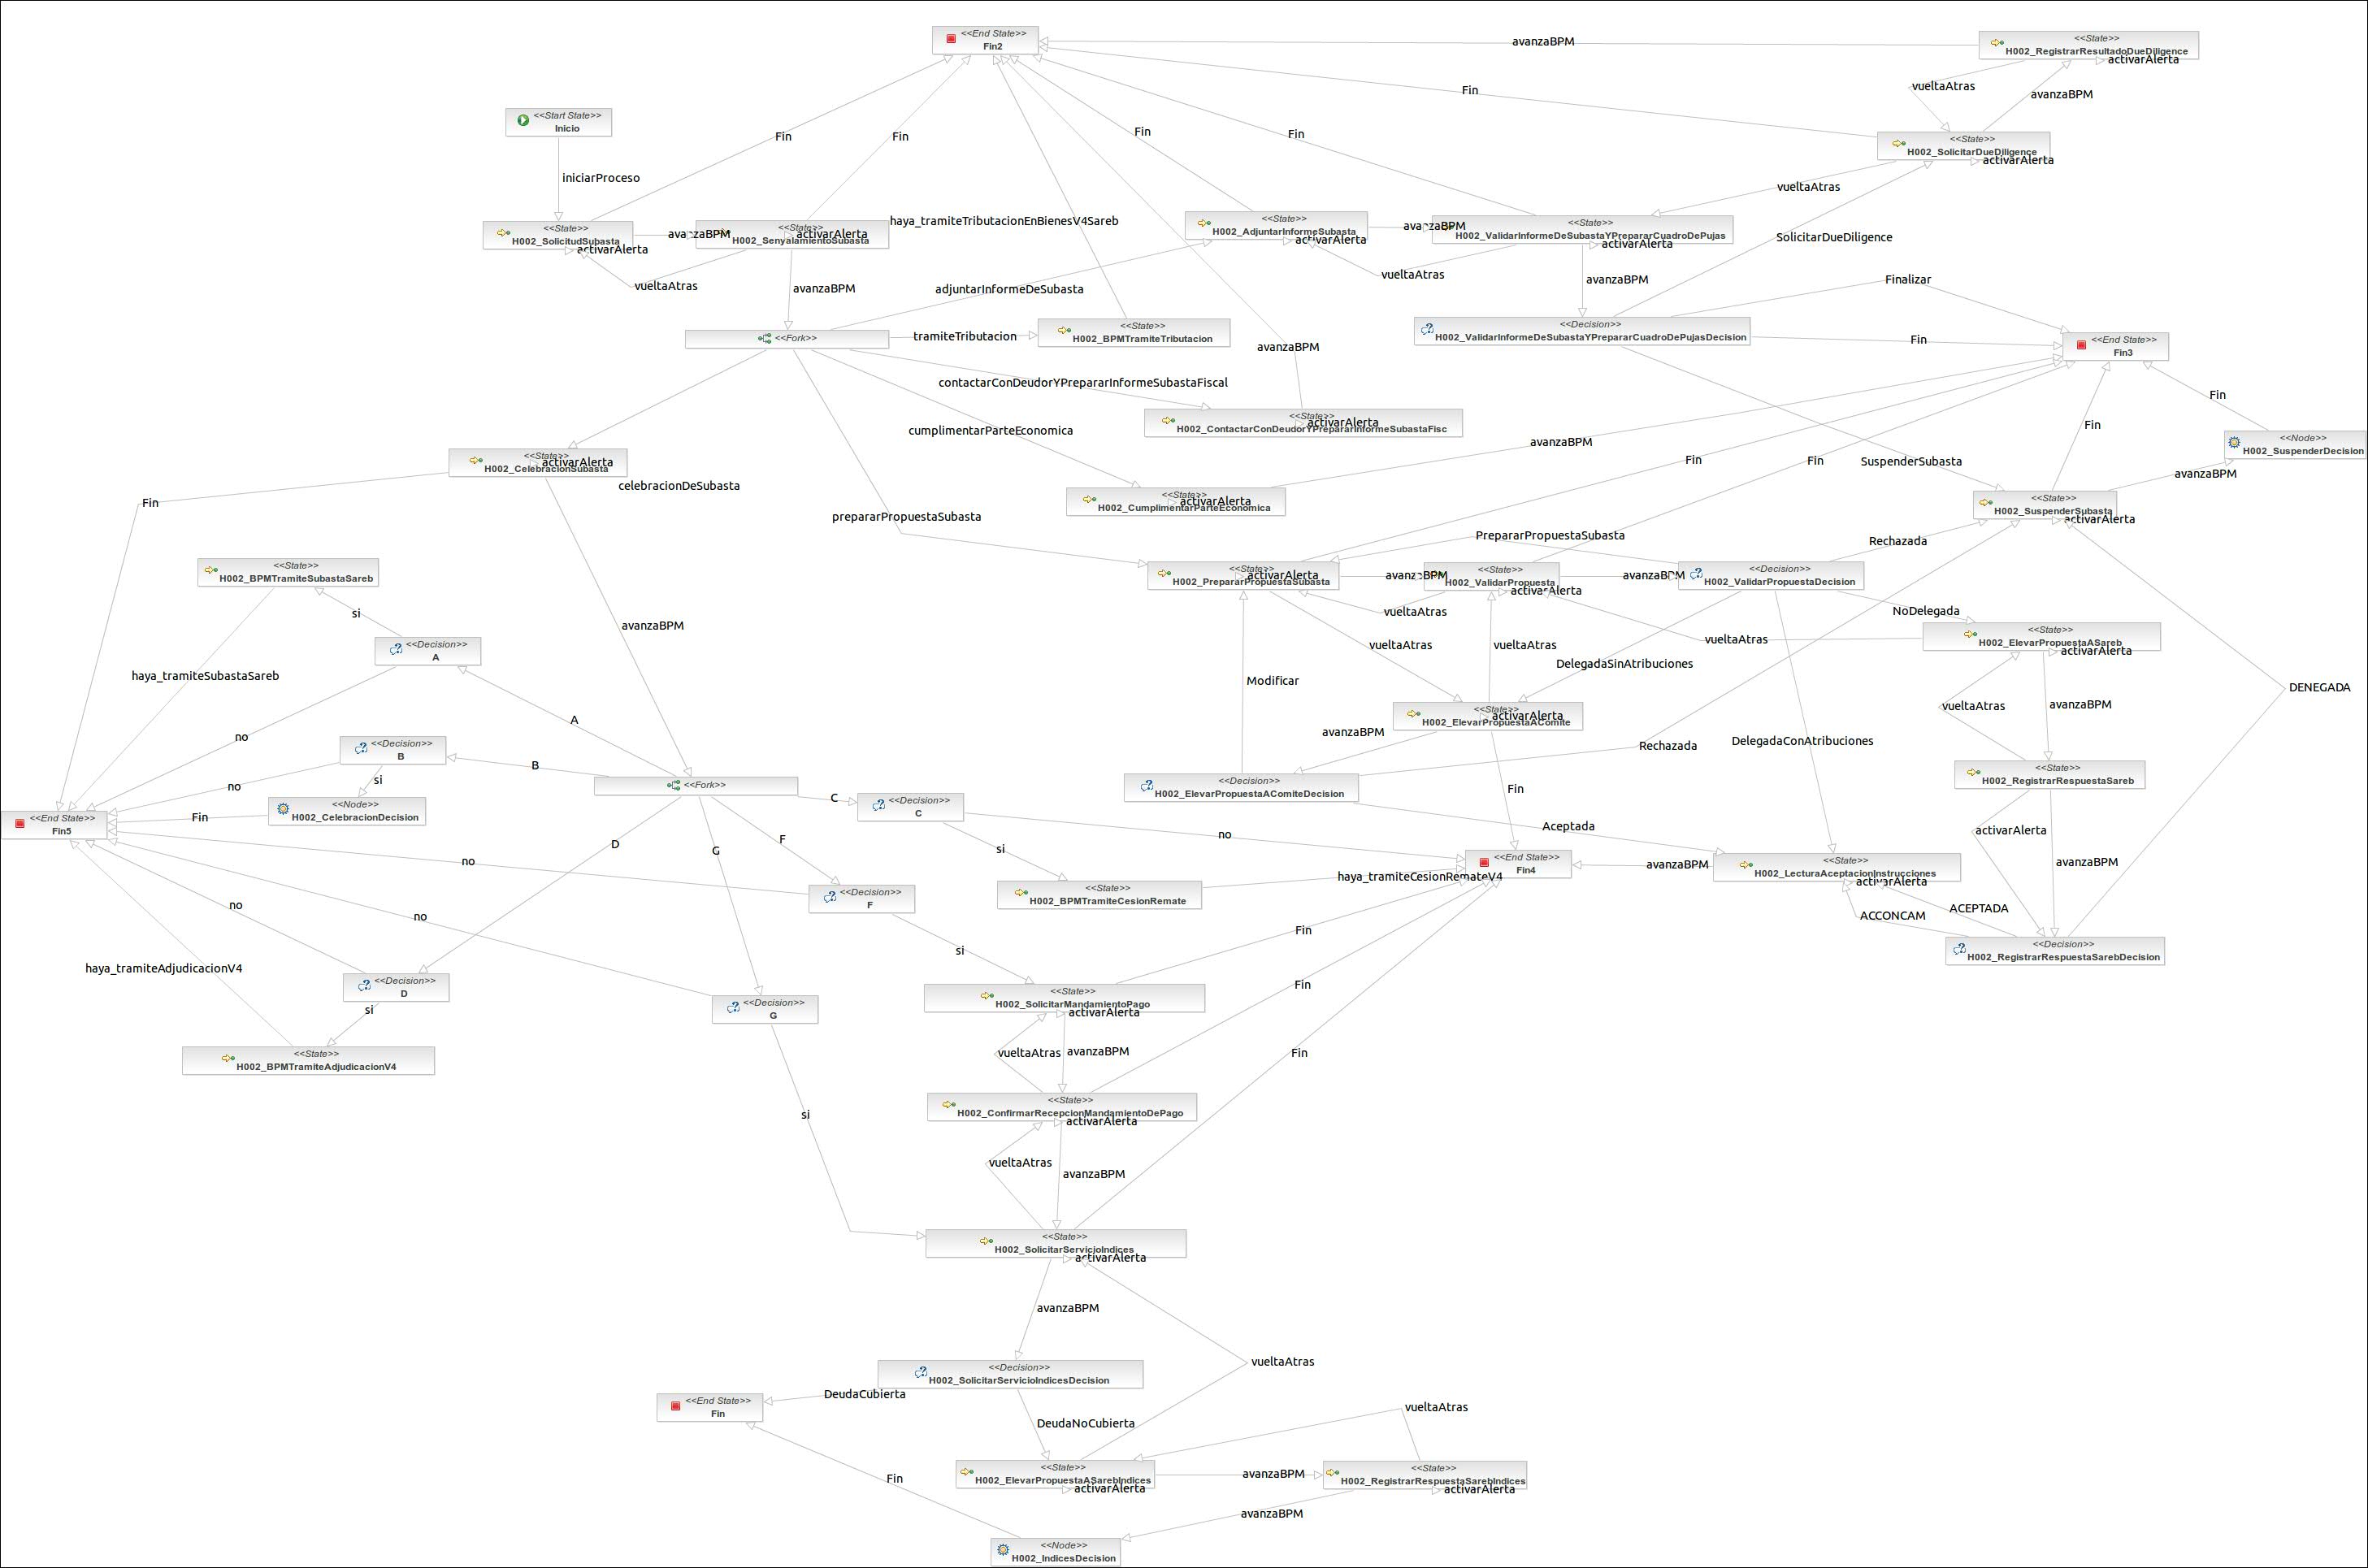 <<End State>>
Fin2
avanzaBPM
<<State>>
H002_RegistrarResultadoDueDiligence
activarAlerta
Fin
vueltaAtras
avanzaBPM
<<Start State>>
Inicio
Fin
Fin
Fin
Fin
<<State>>
H002_SolicitarDueDiligence
activarAlerta
iniciarProceso
vueltaAtras
<<State>>
H002_SolicitudSubasta
activarAlerta
avanzaBPM
<<State>>
H002_SenyalamientoSubasta
activarAlerta
haya_tramiteTributacionEnBienesV4Sareb
<<State>>
H002_AdjuntarInformeSubasta
activarAlerta
avanzaBPM
<<State>>
H002_ValidarInformeDeSubastaYPrepararCuadroDePujas
activarAlerta
SolicitarDueDiligence
vueltaAtras
avanzaBPM
adjuntarInformeDeSubasta
vueltaAtras
avanzaBPM
Finalizar
<<Fork>>
tramiteTributacion
<<State>>
H002_BPMTramiteTributacion
avanzaBPM
<<Decision>>
H002_ValidarInformeDeSubastaYPrepararCuadroDePujasDecision
Fin
<<End State>>
Fin3
contactarConDeudorYPrepararInformeSubastaFiscal
Fin
<<State>>
H002_ContactarConDeudorYPrepararInformeSubastaFisc
activarAlerta
cumplimentarParteEconomica
avanzaBPM
Fin
<<Node>>
H002_SuspenderDecision
<<State>>
H002_CelebracionSubasta
activarAlerta
Fin
Fin
SuspenderSubasta
avanzaBPM
celebracionDeSubasta
Fin
<<State>>
H002_CumplimentarParteEconomica
activarAlerta
<<State>>
H002_SuspenderSubasta
activarAlerta
prepararPropuestaSubasta
PrepararPropuestaSubasta
Rechazada
<<State>>
H002_BPMTramiteSubastaSareb
<<State>>
H002_PrepararPropuestaSubasta
activarAlerta
avanzaBPM
<<State>>
H002_ValidarPropuesta
activarAlerta
avanzaBPM
<<Decision>>
H002_ValidarPropuestaDecision
si
avanzaBPM
vueltaAtras
NoDelegada
<<Decision>>
A
vueltaAtras
vueltaAtras
vueltaAtras
<<State>>
H002_ElevarPropuestaASareb
activarAlerta
haya_tramiteSubastaSareb
Modificar
DelegadaSinAtribuciones
DENEGADA
A
<<State>>
H002_ElevarPropuestaAComite
activarAlerta
vueltaAtras
avanzaBPM
no
avanzaBPM
Rechazada
DelegadaConAtribuciones
<<Decision>>
B
B
si
no
<<Fork>>
<<Decision>>
H002_ElevarPropuestaAComiteDecision
Fin
<<State>>
H002_RegistrarRespuestaSareb
<<End State>>
Fin5
Fin
<<Node>>
H002_CelebracionDecision
C
<<Decision>>
C
no
Aceptada
activarAlerta
avanzaBPM
D
G
F
no
si
<<End State>>
Fin4
avanzaBPM
<<State>>
H002_LecturaAceptacionInstrucciones
activarAlerta
haya_tramiteCesionRemateV4
<<Decision>>
F
<<State>>
H002_BPMTramiteCesionRemate
no
no
ACCONCAM
ACEPTADA
si
Fin
<<Decision>>
H002_RegistrarRespuestaSarebDecision
haya_tramiteAdjudicacionV4
<<Decision>>
D
si
<<Decision>>
G
<<State>>
H002_SolicitarMandamientoPago
activarAlerta
Fin
<<State>>
H002_BPMTramiteAdjudicacionV4
vueltaAtras
avanzaBPM
Fin
si
<<State>>
H002_ConfirmarRecepcionMandamientoDePago
activarAlerta
vueltaAtras
avanzaBPM
<<State>>
H002_SolicitarServicioIndices
activarAlerta
avanzaBPM
vueltaAtras
<<Decision>>
H002_SolicitarServicioIndicesDecision
DeudaCubierta
<<End State>>
Fin
DeudaNoCubierta
vueltaAtras
Fin
<<State>>
H002_ElevarPropuestaASarebIndices
activarAlerta
avanzaBPM
<<State>>
H002_RegistrarRespuestaSarebIndices
activarAlerta
avanzaBPM
<<Node>>
H002_IndicesDecision